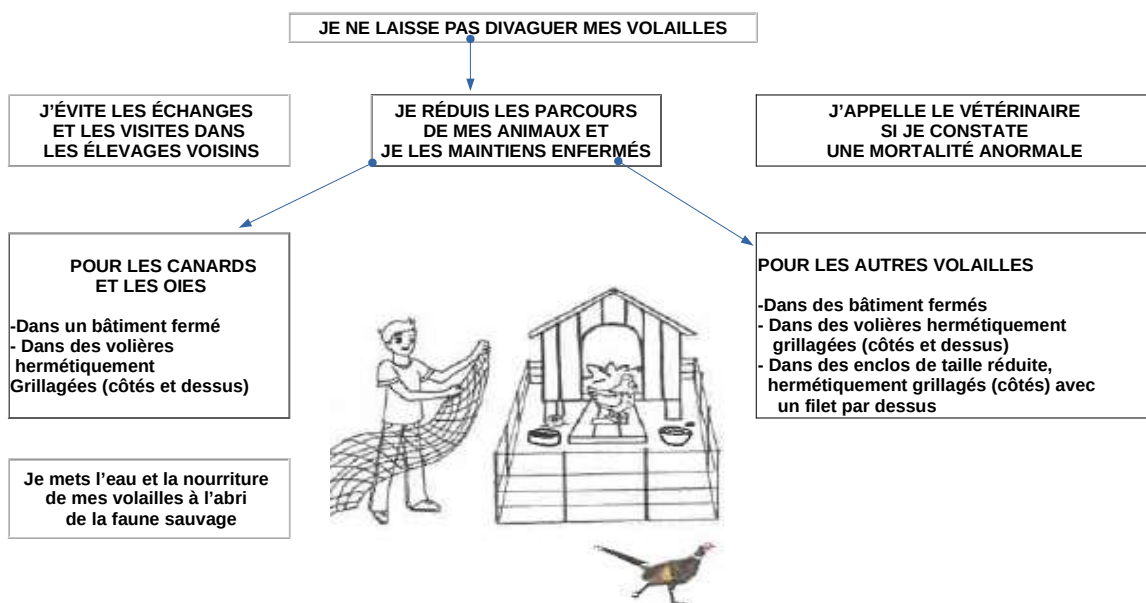 JE NE LAISSE PAS DIVAGUER MES VOLAILLES
J’ÉVITE LES ÉCHANGES
ET LES VISITES DANS
LES ÉLEVAGES VOISINS
JE RÉDUIS LES PARCOURS
DE MES ANIMAUX ET
JE LES MAINTIENS ENFERMÉS
J’APPELLE LE VÉTÉRINAIRE
SI JE CONSTATE
UNE MORTALITÉ ANORMALE
POUR LES CANARDS
ET LES OIES
-Dans un bâtiment fermé
- Dans des volières
hermétiquement
Grillagées (côtés et dessus)
POUR LES AUTRES VOLAILLES
-Dans des bâtiment fermés
- Dans des volières hermétiquement
grillagées (côtés et dessus)
- Dans des enclos de taille réduite,
hermétiquement grillagés (côtés) avec
un filet par dessus
Je mets l’eau et la nourriture
de mes volailles à l’abri
de la faune sauvage